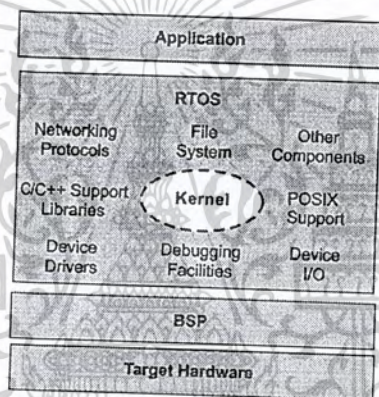 Application
RTOS
Networking
Protocols
File
System
Other
Components
C/C++ Support
Libraries
Kernel
POSIX
Support
Device
Drivers
Debugging
Facilities
Device
I/O
BSP
Target Hardware